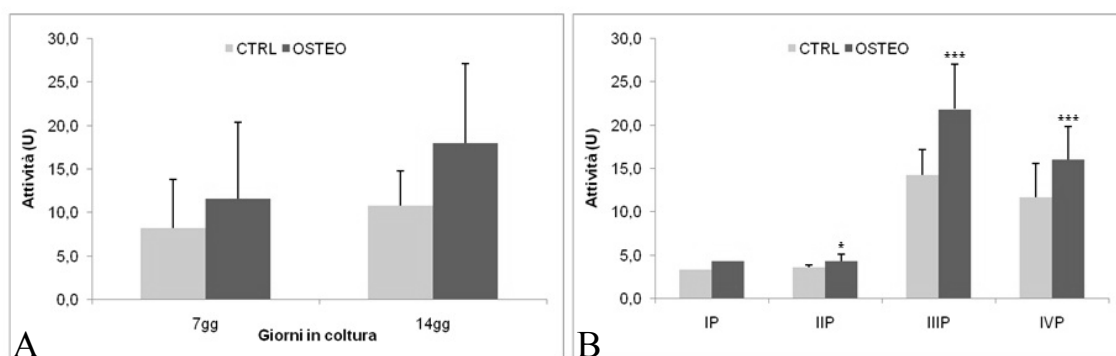 30,0
25,0
20,0
15,0
10,0
5,0
0,0
Attività (U)
CTRL OSTEO
7gg
14gg
Giorni in coltura
A
30,0
25,0
20,0
15,0
10,0
5,0
0,0
Attività (U)
CTRL OSTEO
*
***
***
IP IIP IIIP IVP
B